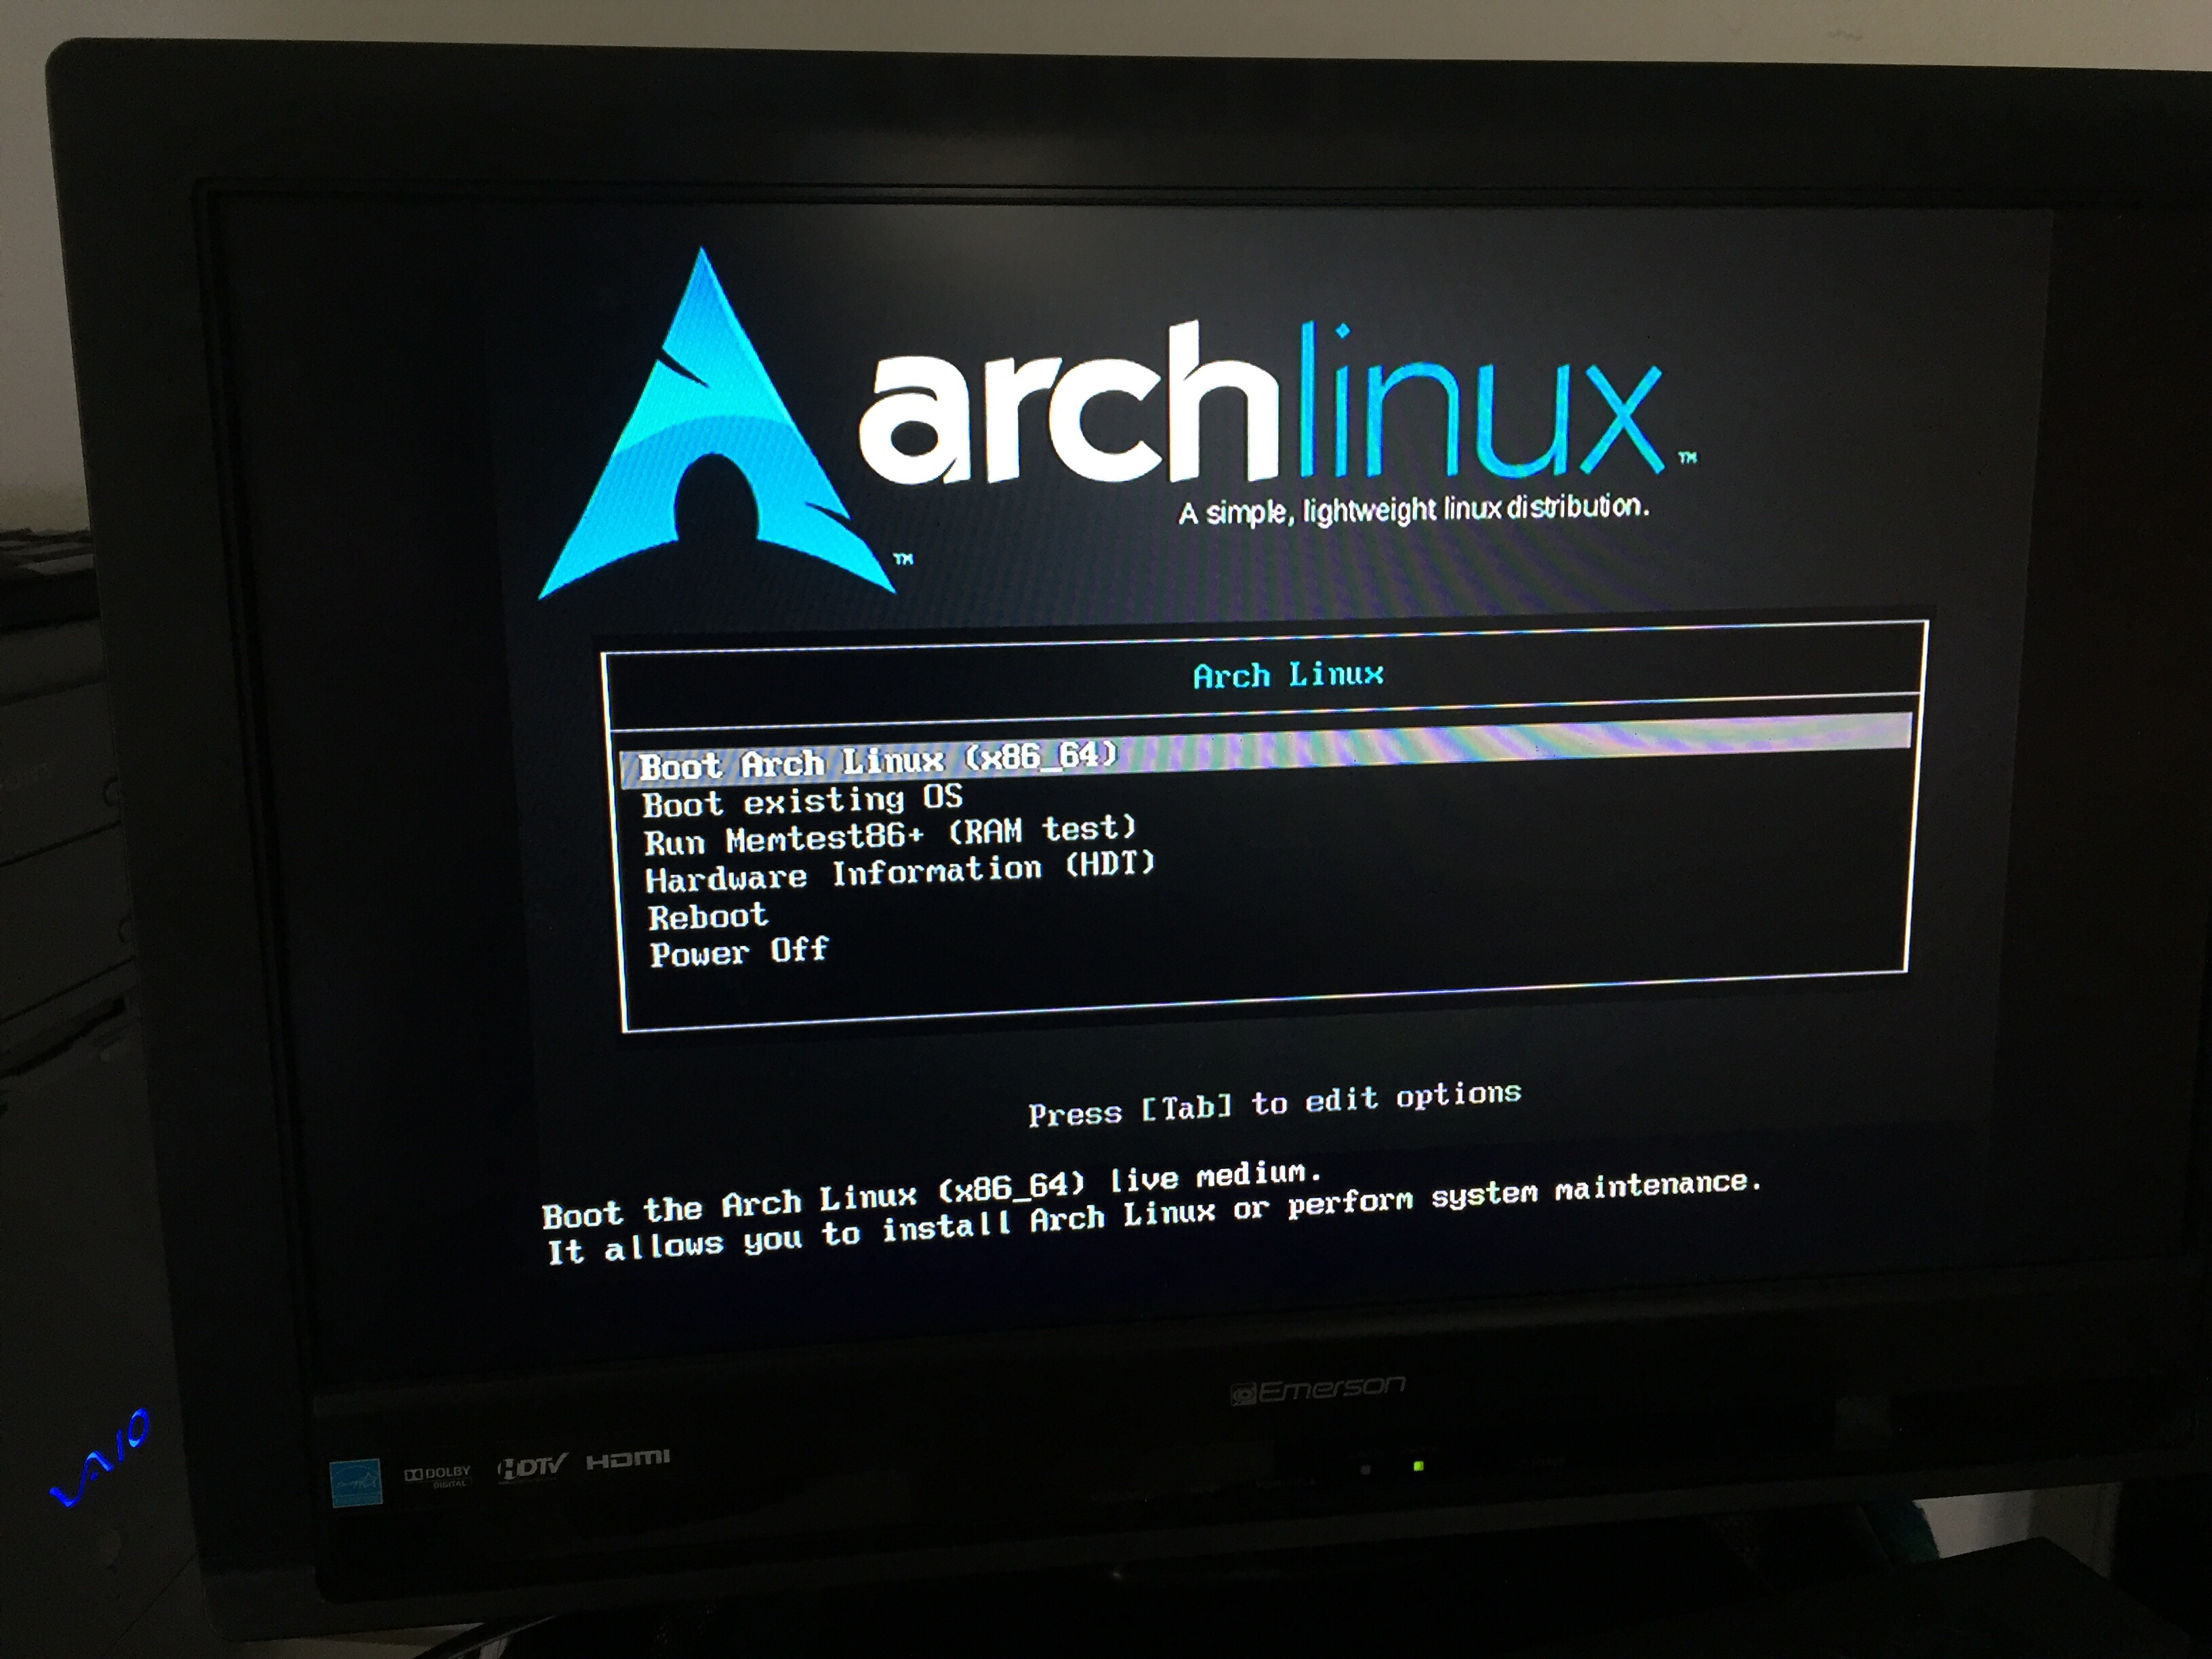 archlinux™
A simple, lightweight linux distribution.
™
Arch Linux
Boot Arch Linux (x86_64)
Boot existing OS
Run Memtest86+ (RAM test)
Hardware Information (HDT)
Reboot
Power Off
Press [Tab] to edit options
Boot the Arch Linux (x86_64) live medium.
It allows you to install Arch Linux or perform system maintenance.
Emerson
VAIO
DOLBY
DIGITAL
HDTV
HDMI